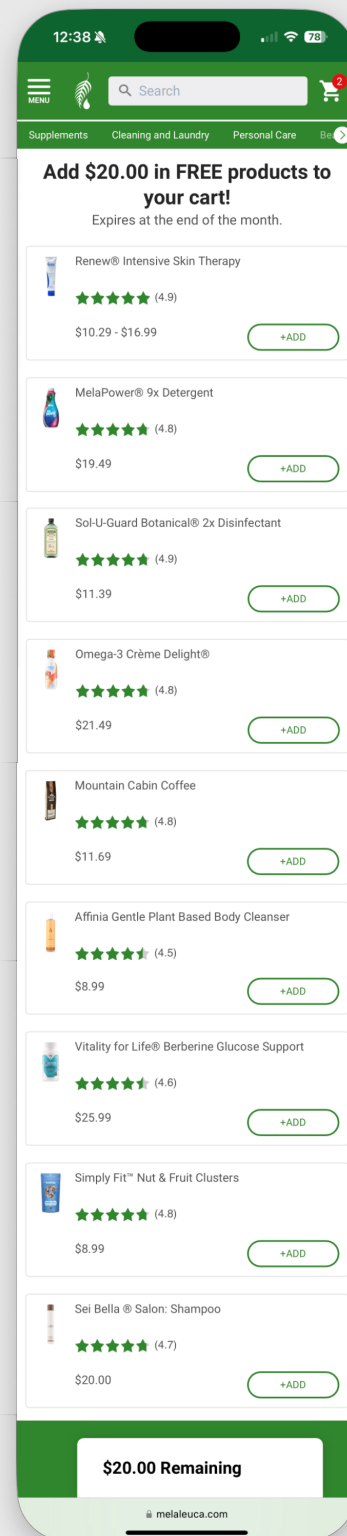 12:38
78
MENU
Search
2
Supplements Cleaning and Laundry Personal Care Be
Add $20.00 in FREE products to
your cart!
Expires at the end of the month.
Renew® Intensive Skin Therapy
(4.9)
$10.29 - $16.99
+ADD
MelaPower® 9x Detergent
(4.8)
$19.49
+ADD
Sol-U-Guard Botanical® 2x Disinfectant
(4.9)
$11.39
+ADD
Omega-3 Crème Delight®
(4.8)
$21.49
+ADD
Mountain Cabin Coffee
(4.8)
$11.69
+ADD
Affinia Gentle Plant Based Body Cleanser
(4.5)
$8.99
+ADD
Vitality for Life® Berberine Glucose Support
(4.6)
$25.99
+ADD
Simply Fit™ Nut & Fruit Clusters
(4.8)
$8.99
+ADD
Sei Bella ® Salon: Shampoo
(4.7)
$20.00
+ADD
$20.00 Remaining
melaleuca.com